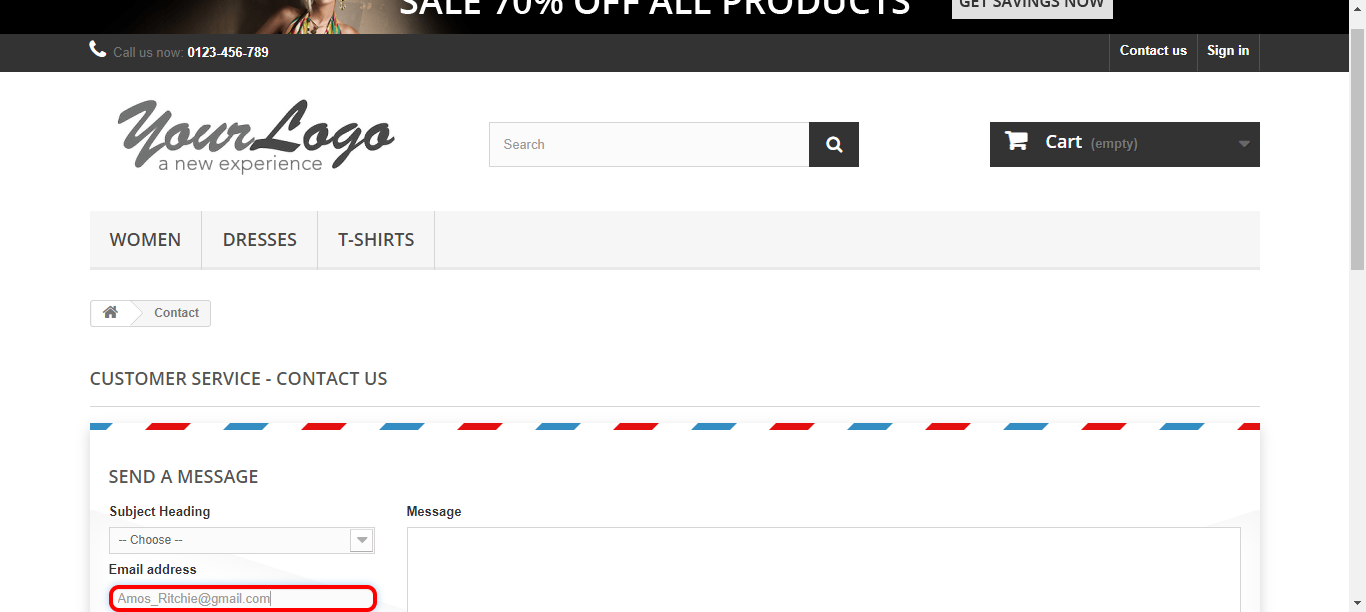 SALE 70% OFF ALL PRODUCTS
GET SAVINGS NOW
Call us now: 0123-456-789
Contact us
Sign in
YourLogo
a new experience
Search
Cart (empty)
WOMEN
DRESSES
T-SHIRTS
Contact
CUSTOMER SERVICE - CONTACT US
SEND A MESSAGE
Subject Heading
-- Choose --
Email address
Amos_Ritchie@gmail.com
Message